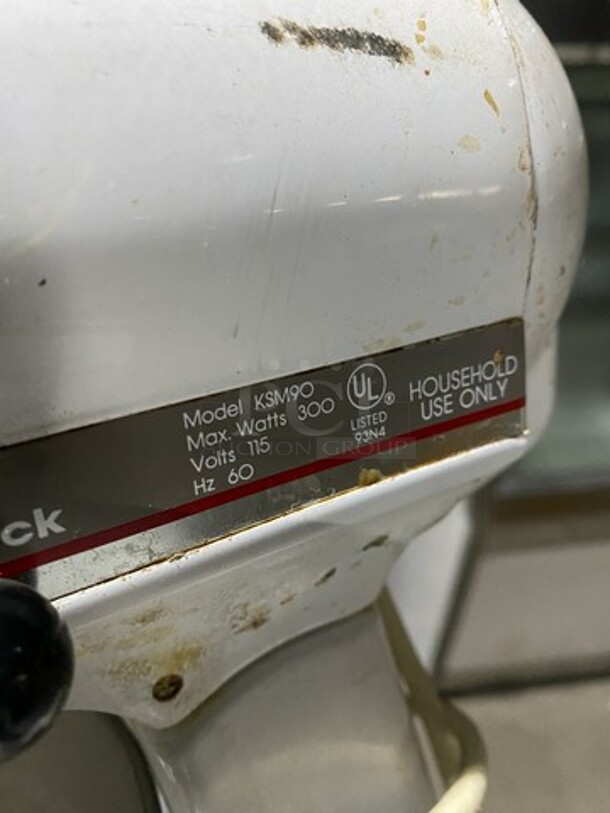 Model KSM90
Max. Watts 300
Volts 115
Hz 60
UL
®
LISTED
93N4
HOUSEHOLD
USE ONLY
ck